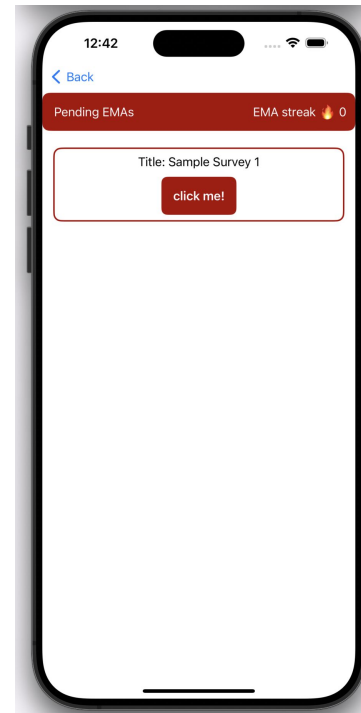 12:42
Back
Pending EMAs EMA streak 🔥 0
Title: Sample Survey 1
click me!